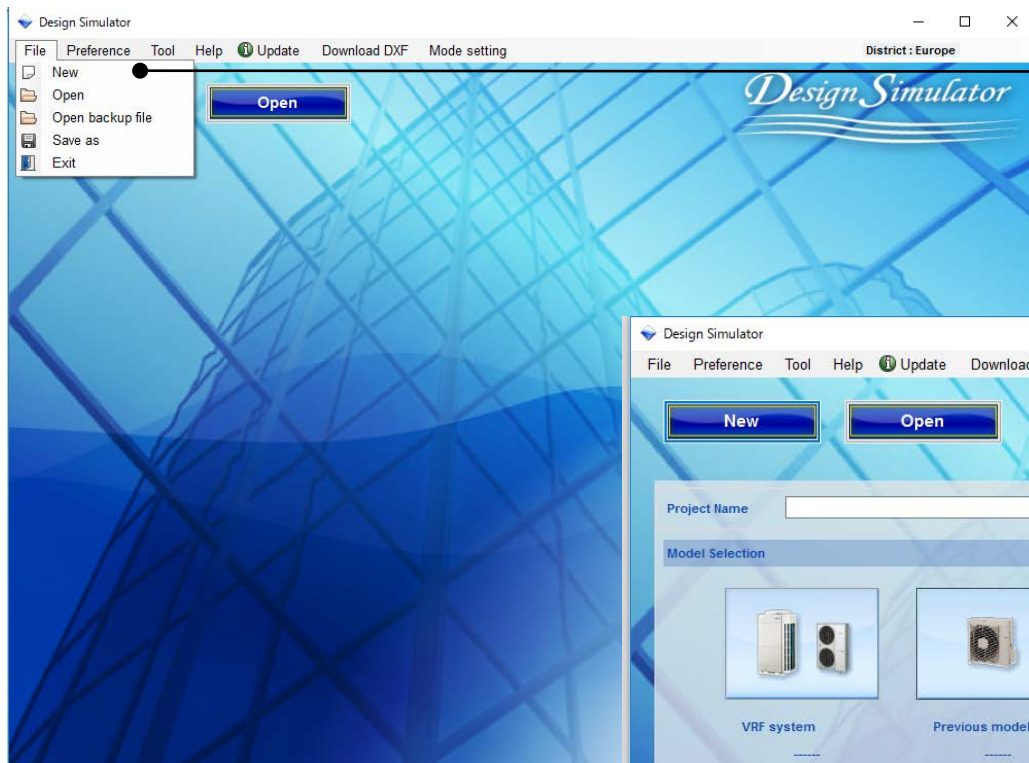 Design Simulator
File Preference Tool Help Update Download DXF Mode setting District : Europe
New
Open
Open backup file
Save as
Exit
Open
Design Simulator
Design Simulator
File Preference Tool Help Update Download
New Open
Project Name
Model Selection
VRF system Previous model
------ ------